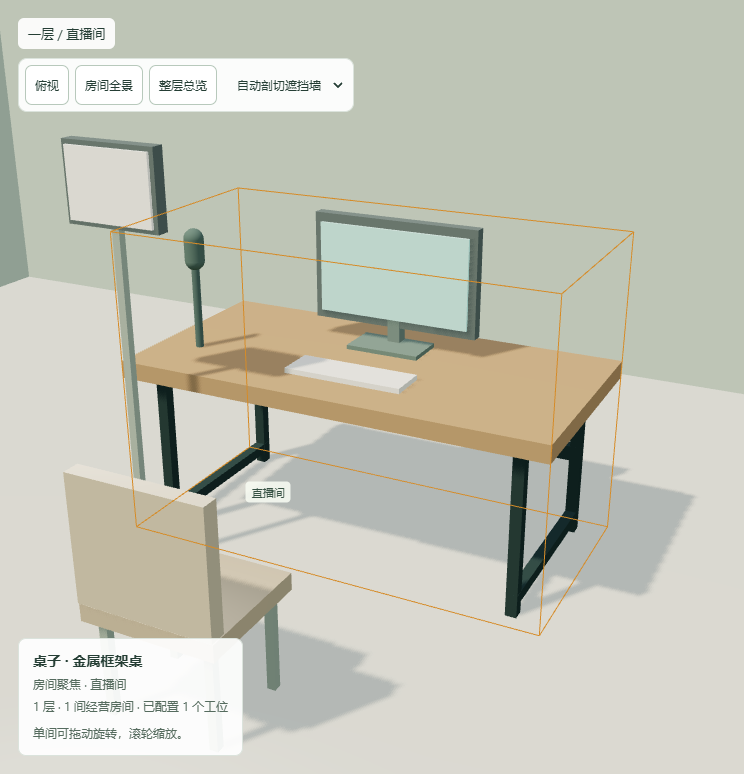 一层 / 直播间
俯视 房间全景 整层总览 自动剖切遮挡墙
直播间
桌子 · 金属框架桌
房间聚焦 · 直播间
1 层 · 1 间经营房间 · 已配置 1 个工位
单间可拖动旋转，滚轮缩放。